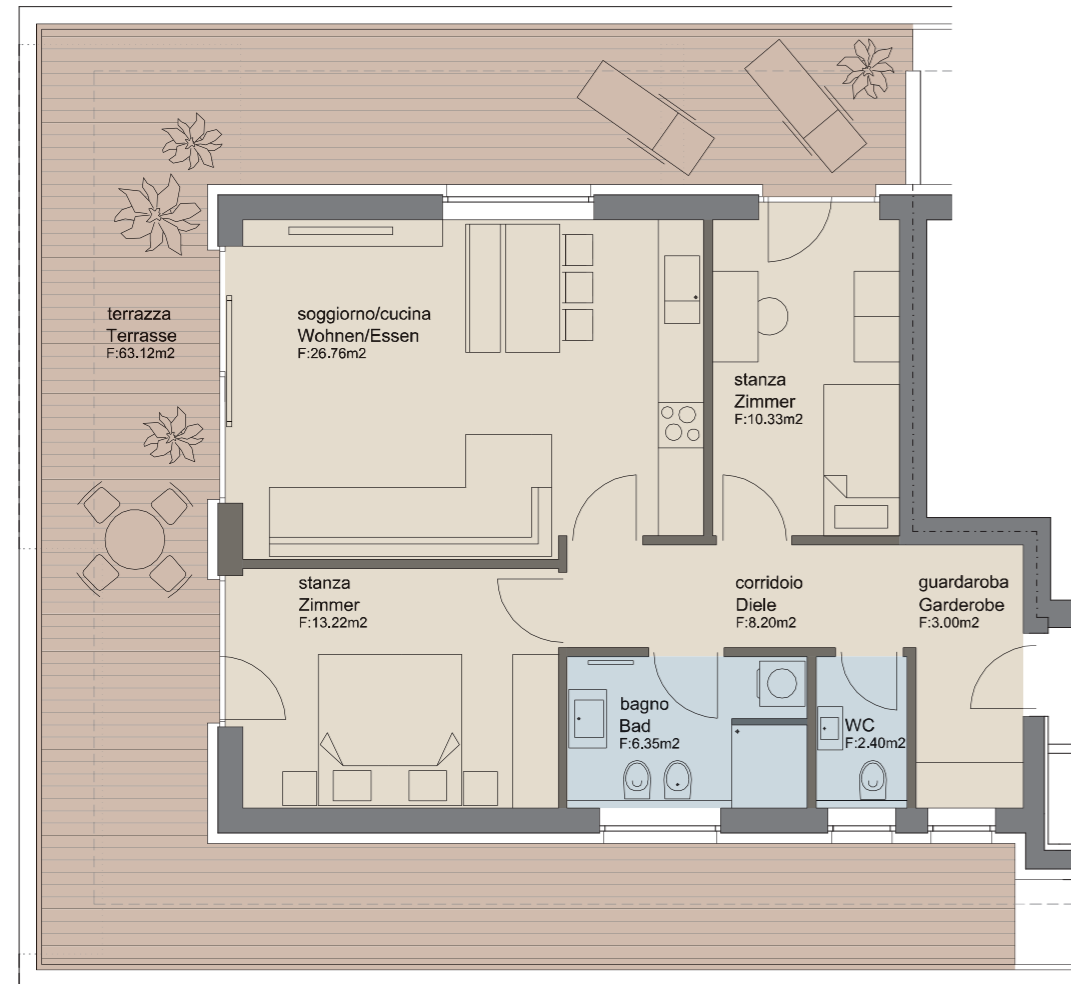 terrazza
Terrasse
F:63.12m2
soggiorno/cucina
Wohnen/Essen
F:26.76m2
stanza
Zimmer
F:10.33m2
stanza
Zimmer
F:13.22m2
corridoio
Diele
F:8.20m2
guardaroba
Garderobe
F:3.00m2
bagno
Bad
F:6.35m2
WC
F:2.40m2